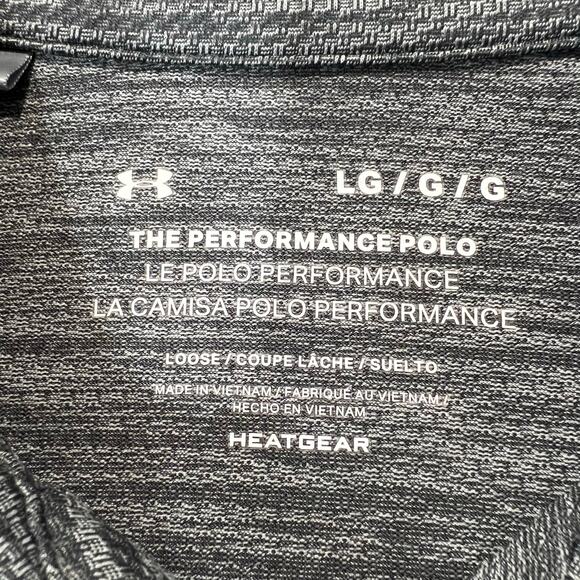 LG / G / G
THE PERFORMANCE POLO
LE POLO PERFORMANCE
LA CAMISA POLO PERFORMANCE
LOOSE / COUPE LÂCHE / SUELTO
MADE IN VIETNAM / FABRIQUÉ AU VIETNAM /
HECHO EN VIETNAM
HEATGEAR